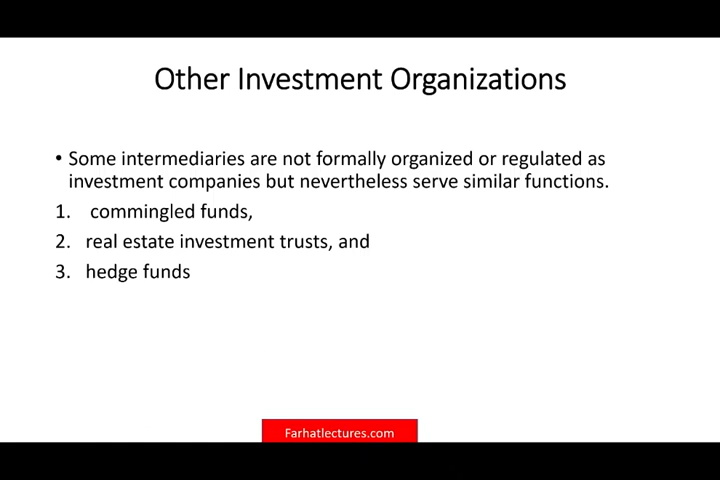 Other Investment Organizations
• Some intermediaries are not formally organized or regulated as
investment companies but nevertheless serve similar functions.
1. commingled funds,
2. real estate investment trusts, and
3. hedge funds
Farhatlectures.com